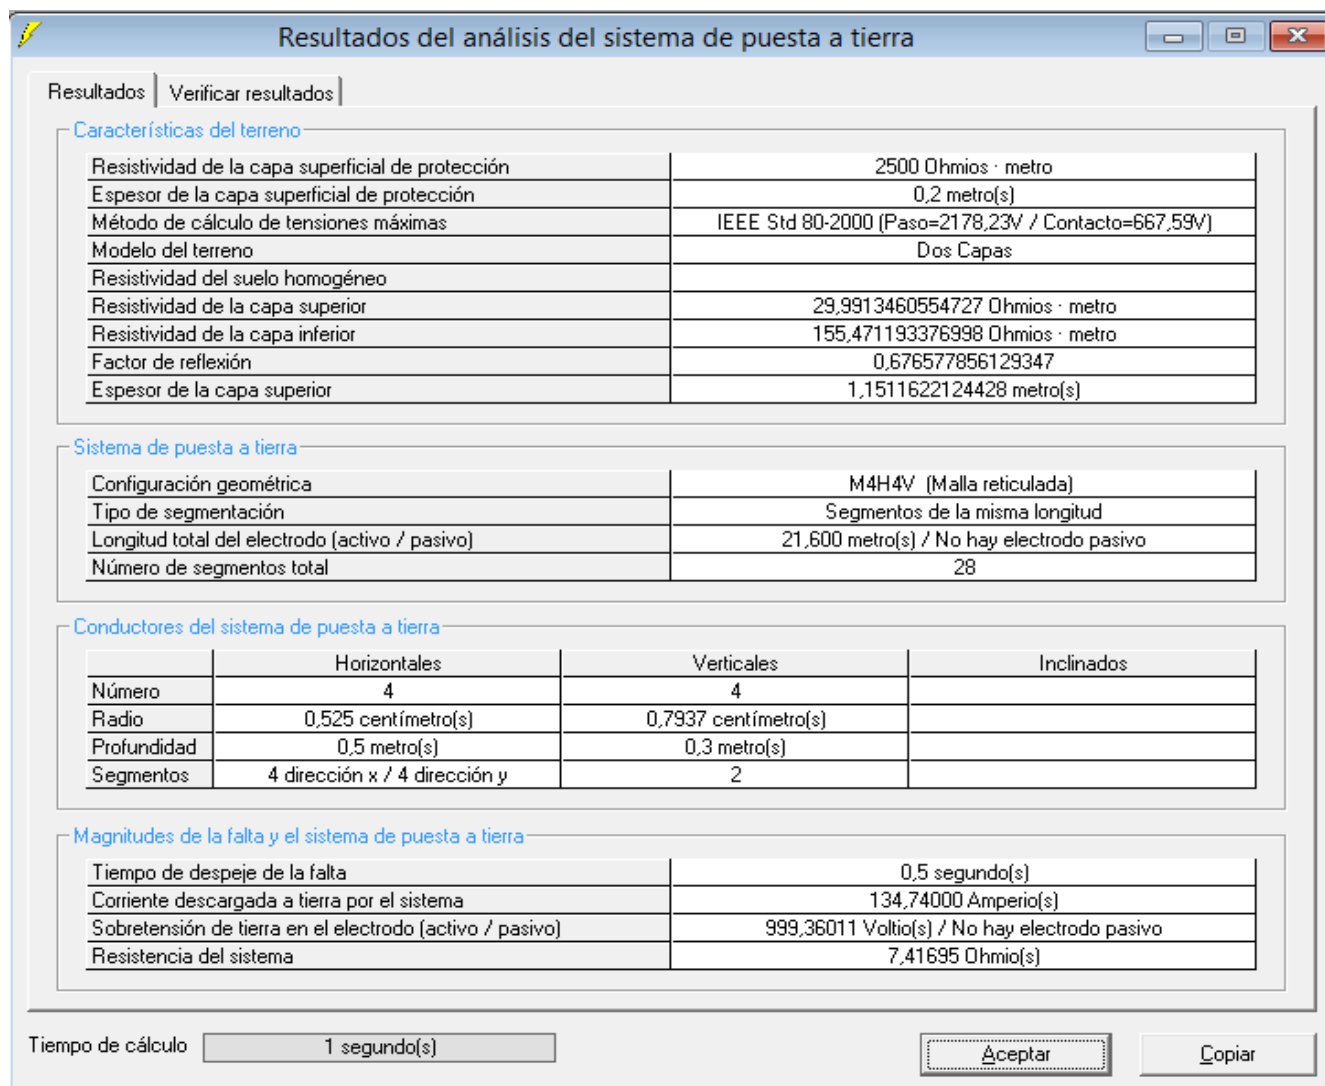 Resultados del análisis del sistema de puesta a tierra
Resultados Verificar resultados
Características del terreno
Resistividad de la capa superficial de protección 2500 Ohmios · metro
Espesor de la capa superficial de protección 0,2 metro(s)
Método de cálculo de tensiones máximas IEEE Std 80-2000 (Paso=2178,23V / Contacto=667,59V)
Modelo del terreno Dos Capas
Resistividad del suelo homogéneo
Resistividad de la capa superior 29,9913460554727 Ohmios · metro
Resistividad de la capa inferior 155,471193376998 Ohmios · metro
Factor de reflexión 0,676577856129347
Espesor de la capa superior 1,1511622124428 metro(s)
Sistema de puesta a tierra
Configuración geométrica M4H4V (Malla reticulada)
Tipo de segmentación Segmentos de la misma longitud
Longitud total del electrodo (activo / pasivo) 21,600 metro(s) / No hay electrodo pasivo
Número de segmentos total 28
Conductores del sistema de puesta a tierra
Horizontales Verticales Inclinados
Número 4 4
Radio 0,525 centímetro(s) 0,7937 centímetro(s)
Profundidad 0,5 metro(s) 0,3 metro(s)
Segmentos 4 dirección x / 4 dirección y 2
Magnitudes de la falta y el sistema de puesta a tierra
Tiempo de despeje de la falta 0,5 segundo(s)
Corriente descargada a tierra por el sistema 134,74000 Amperio(s)
Sobretensión de tierra en el electrodo (activo / pasivo) 999,36011 Voltio(s) / No hay electrodo pasivo
Resistencia del sistema 7,41695 Ohmio(s)
Tiempo de cálculo 1 segundo(s) Aceptar Copiar